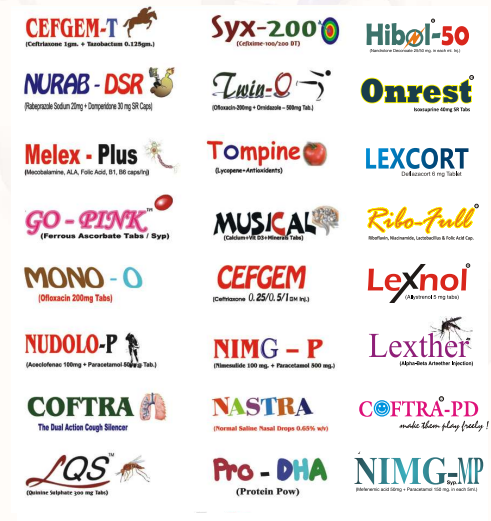 CEFGEM-T
(Ceftriaxone 1gm. + Tazobactum 0.125gm.)
Syx-200
(Cefixime-100/200 DT)
Hibol-50
(Nandrolone Decanoate 25/50 mg. in each ml. inj.)
NURAB - DSR
(Rabeprazole Sodium 20mg + Domperidone 30 mg SR Caps)
Twin-O
(Ofloxacin-200mg + Ornidazole – 500mg Tab.)
Onrest
Isoxsuprine 40mg SR Tabs
Melex - Plus
(Mecobalamine, ALA, Folic Acid, B1, B6 caps/Inj)
Tompine
(Lycopene+Antioxidents)
LEXCORT
Deflazacort 6 mg Tablet
GO - PINK™
(Ferrous Ascorbate Tabs / Syp)
MUSICAL
(Calcium+Vit D3+Minerals Tabs)
Ribo-Full
Riboflavin, Niacinamide, Lactobacillus & Folic Acid Cap.
MONO - O
(Ofloxacin 200mg Tabs)
CEFGEM
(Ceftriaxone 0.25/0.5/1 GM Inj.)
LeXnol
(Allystrenol 5 mg tabs)
NUDOLO-P
(Aceclofenac 100mg + Paracetamol 500mg Tab.)
NIMG – P
(Nimesulide 100 mg. + Paracetamol 500 mg.)
Lexther
(Alpha-Beta Arteether Injection)
COFTRA
The Dual Action Cough Silencer
NASTRA
(Normal Saline Nasal Drops 0.65% w/v)
COFTRA-PD
make them play freely !
LQS™
(Quinine Sulphate 300 mg Tabs)
Pro - DHA
(Protein Pow)
NIMG-MP
Syp.
(Mefenemic acid 50mg + Paracetamol 150 mg. in each 5ml.)